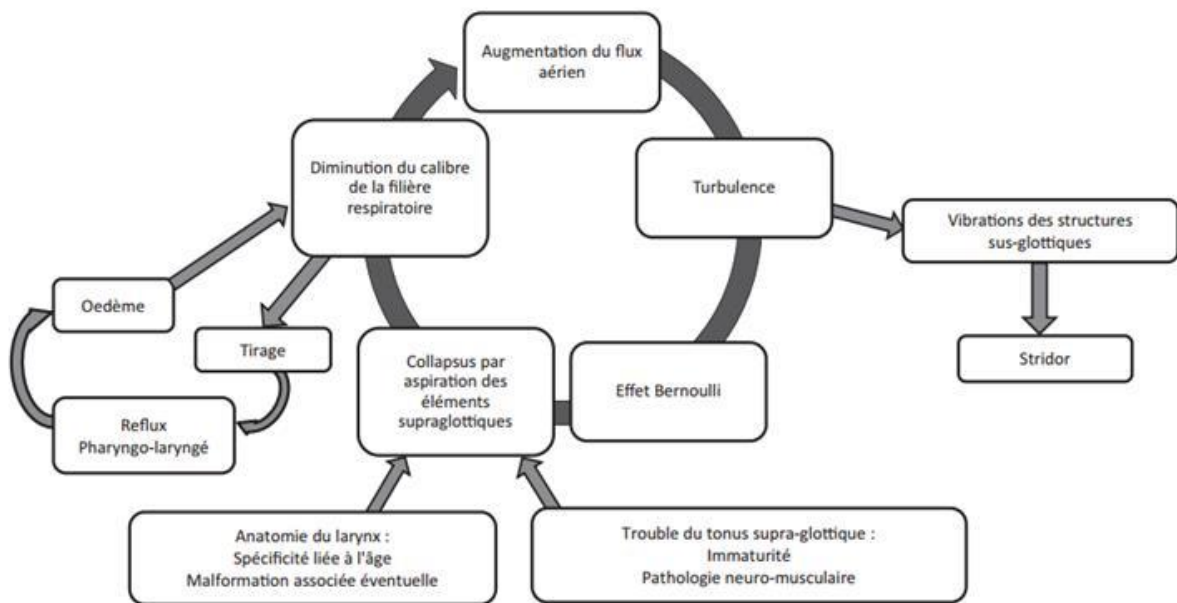 Augmentation du flux
aérien
Diminution du calibre
de la filière
respiratoire
Turbulence
Vibrations des structures
sus-glottiques
Oedème
Tirage
Collapsus par
aspiration des
éléments
supraglottiques
Effet Bernoulli
Stridor
Reflux
Pharyngo-laryngé
Anatomie du larynx :
Spécificité liée à l'âge
Malformation associée éventuelle
Trouble du tonus supra-glottique :
Immaturité
Pathologie neuro-musculaire